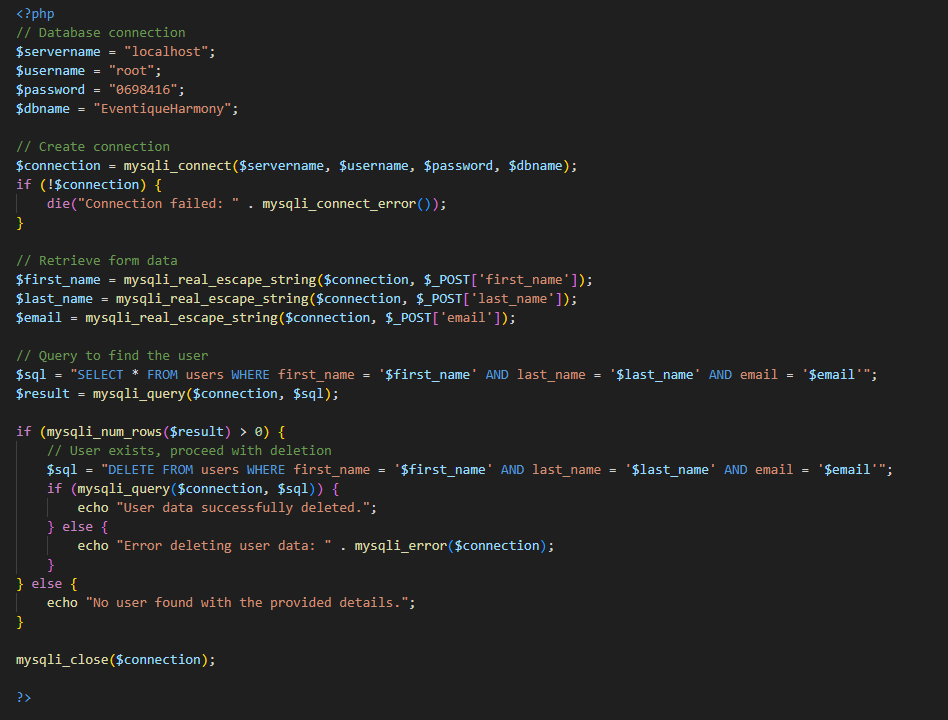 <?php
// Database connection
$servername = "localhost";
$username = "root";
$password = "0698416";
$dbname = "EventiqueHarmony";

// Create connection
$connection = mysqli_connect($servername, $username, $password, $dbname);
if (!$connection) {
    die("Connection failed: " . mysqli_connect_error());
}

// Retrieve form data
$first_name = mysqli_real_escape_string($connection, $_POST['first_name']);
$last_name = mysqli_real_escape_string($connection, $_POST['last_name']);
$email = mysqli_real_escape_string($connection, $_POST['email']);

// Query to find the user
$sql = "SELECT * FROM users WHERE first_name = '$first_name' AND last_name = '$last_name' AND email = '$email'";
$result = mysqli_query($connection, $sql);

if (mysqli_num_rows($result) > 0) {
    // User exists, proceed with deletion
    $sql = "DELETE FROM users WHERE first_name = '$first_name' AND last_name = '$last_name' AND email = '$email'";
    if (mysqli_query($connection, $sql)) {
        echo "User data successfully deleted.";
    } else {
        echo "Error deleting user data: " . mysqli_error($connection);
    }
} else {
    echo "No user found with the provided details.";
}

mysqli_close($connection);

?>